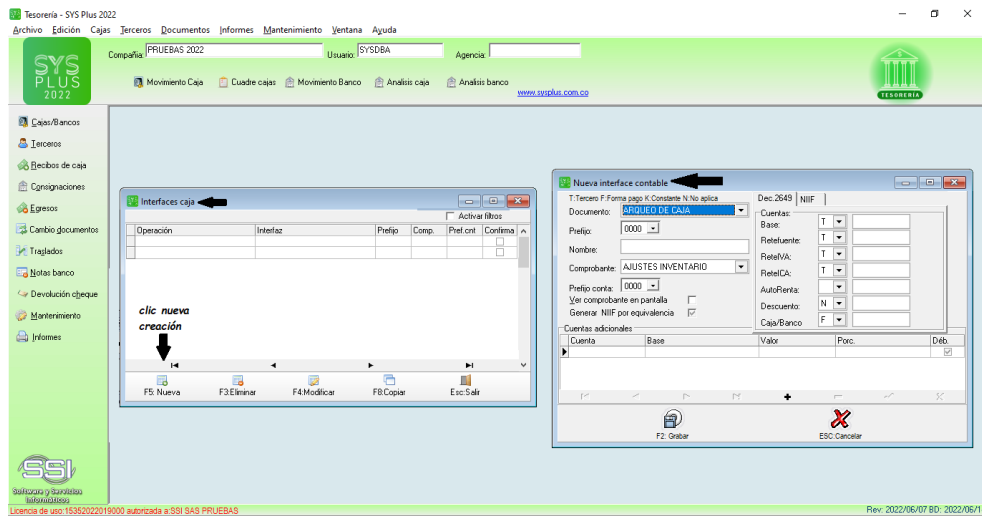 Tesorería - SYS Plus 2022
Archivo Edición Cajas Terceros Documentos Informes Mantenimiento Ventana Ayuda
SYS PLUS 2022
Compañia: PRUEBAS 2022 Usuario: SYSDBA Agencia:
Movimiento Caja Cuadre cajas Movimiento Banco Analisis caja Analisis banco
www.sysplus.com.co
TESORERIA
Cajas/Bancos
Terceros
Recibos de caja
Consignaciones
Egresos
Cambio documentos
Traslados
Notas banco
Devolución cheque
Mantenimiento
Informes
SSI
Software y Servicios
Informáticos
Interfaces caja
Activar filtros
Operación Interfaz Prefijo Comp. Pref.cnt Confirma
clic nueva
creación
F5: Nueva F3:Eliminar F4:Modificar F8:Copiar Esc:Salir
Nueva interface contable
T:Tercero F:Forma pago K:Constante N:No aplica
Documento: ARQUEO DE CAJA
Prefijo: 0000
Nombre:
Comprobante: AJUSTES INVENTARIO
Prefijo conta: 0000
Ver comprobante en pantalla
Generar NIIF por equivalencia
Dec.2649 NIIF
Cuentas:
Base: T
Retefuente: T
ReteIVA: T
ReteICA: T
AutoRenta:
Descuento: N
Caja/Banco F
Cuentas adicionales
Cuenta Base Valor Porc. Déb.
F2: Grabar ESC:Cancelar
Licencia de uso:15352022019000 autorizada a:SSI SAS PRUEBAS
Rev: 2022/06/07 BD: 2022/06/1